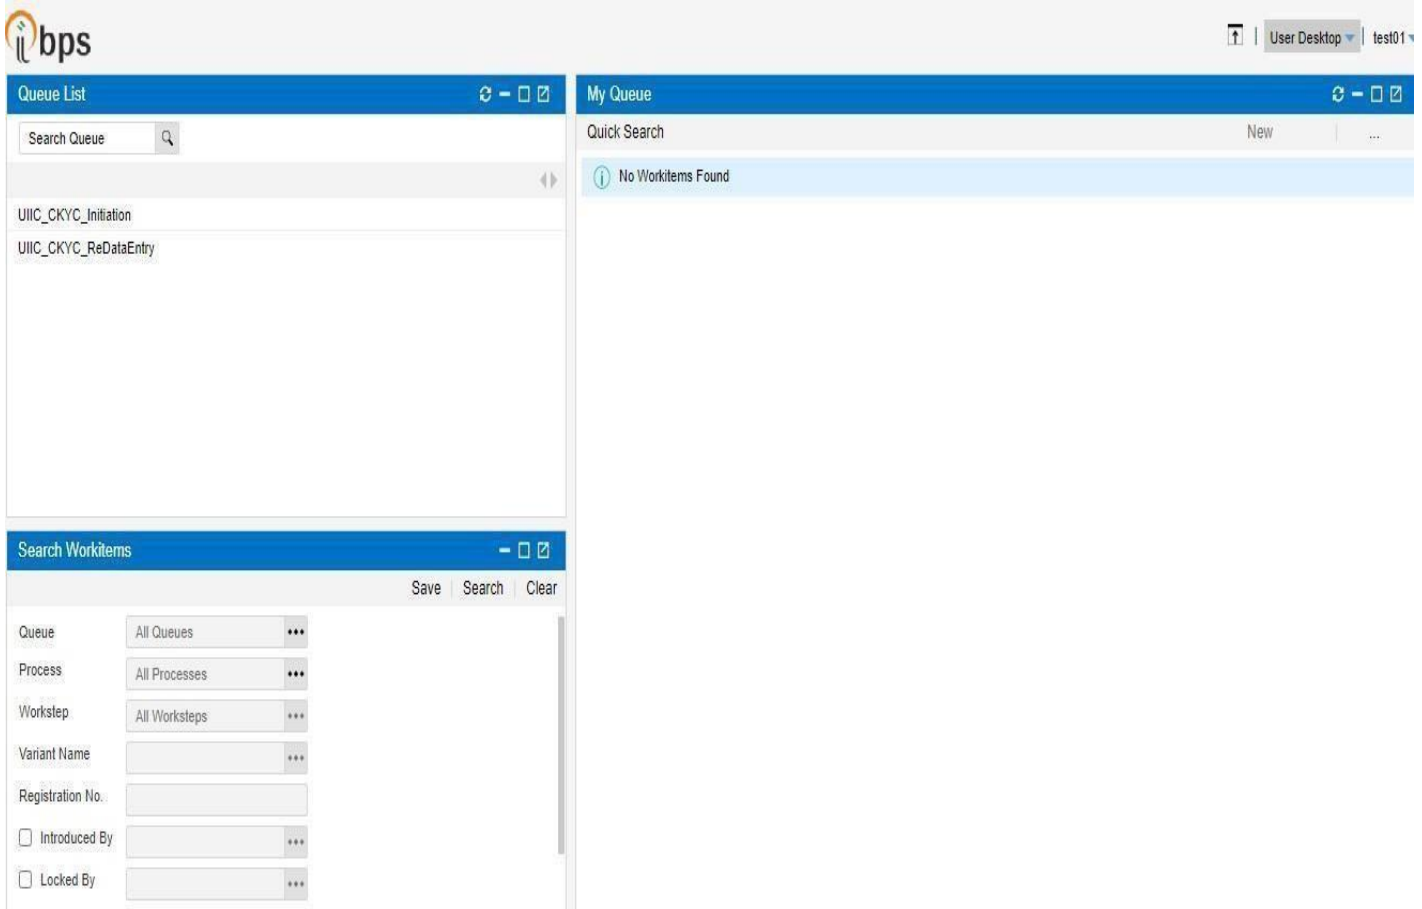 ibps
User Desktop
test01
Queue List
Search Queue
UIIC_CKYC_Initiation
UIIC_CKYC_ReDataEntry
My Queue
Quick Search
New
...
No Workitems Found
Search Workitems
Save Search Clear
Queue All Queues ...
Process All Processes ...
Workstep All Worksteps ...
Variant Name ...
Registration No.
Introduced By ...
Locked By ...